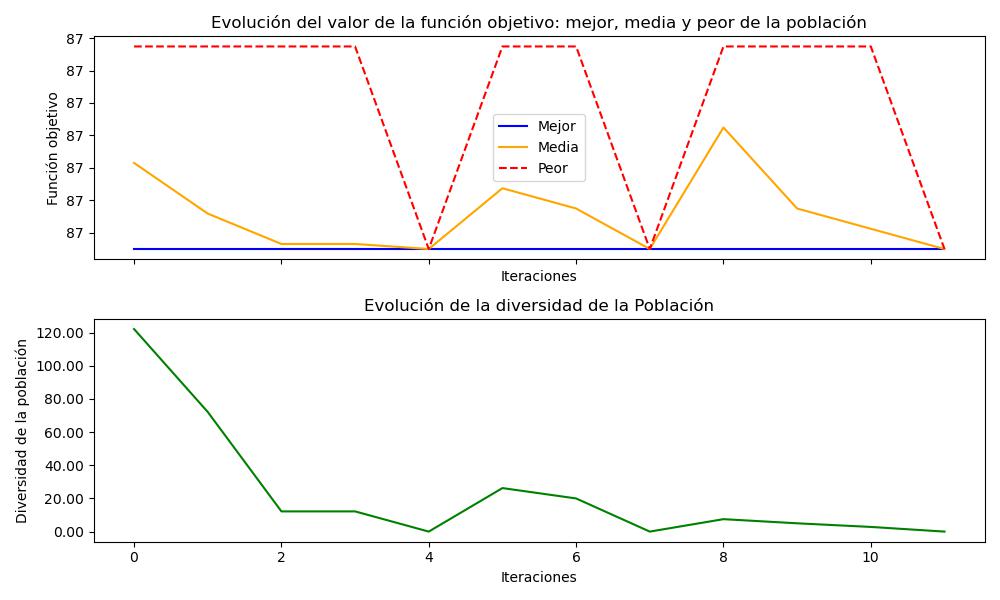 Evolución del valor de la función objetivo: mejor, media y peor de la población
87
87
87
87
87
87
87
Función objetivo
Mejor
Media
Peor
Iteraciones
Evolución de la diversidad de la Población
120.00
100.00
80.00
60.00
40.00
20.00
0.00
Diversidad de la población
0 2 4 6 8 10
Iteraciones